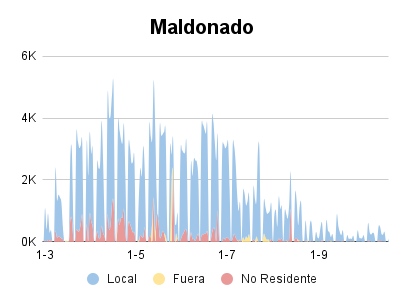 Maldonado
6K
4K
2K
0K
1-3 1-5 1-7 1-9
Local Fuera No Residente